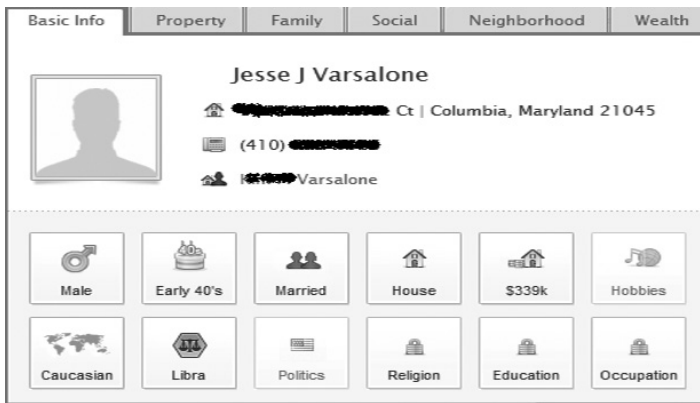 Basic Info Property Family Social Neighborhood Wealth
Jesse J Varsalone
Ct | Columbia, Maryland 21045
(410)
Varsalone
40s
Male Early 40's Married House $339k Hobbies
Caucasian Libra Politics Religion Education Occupation